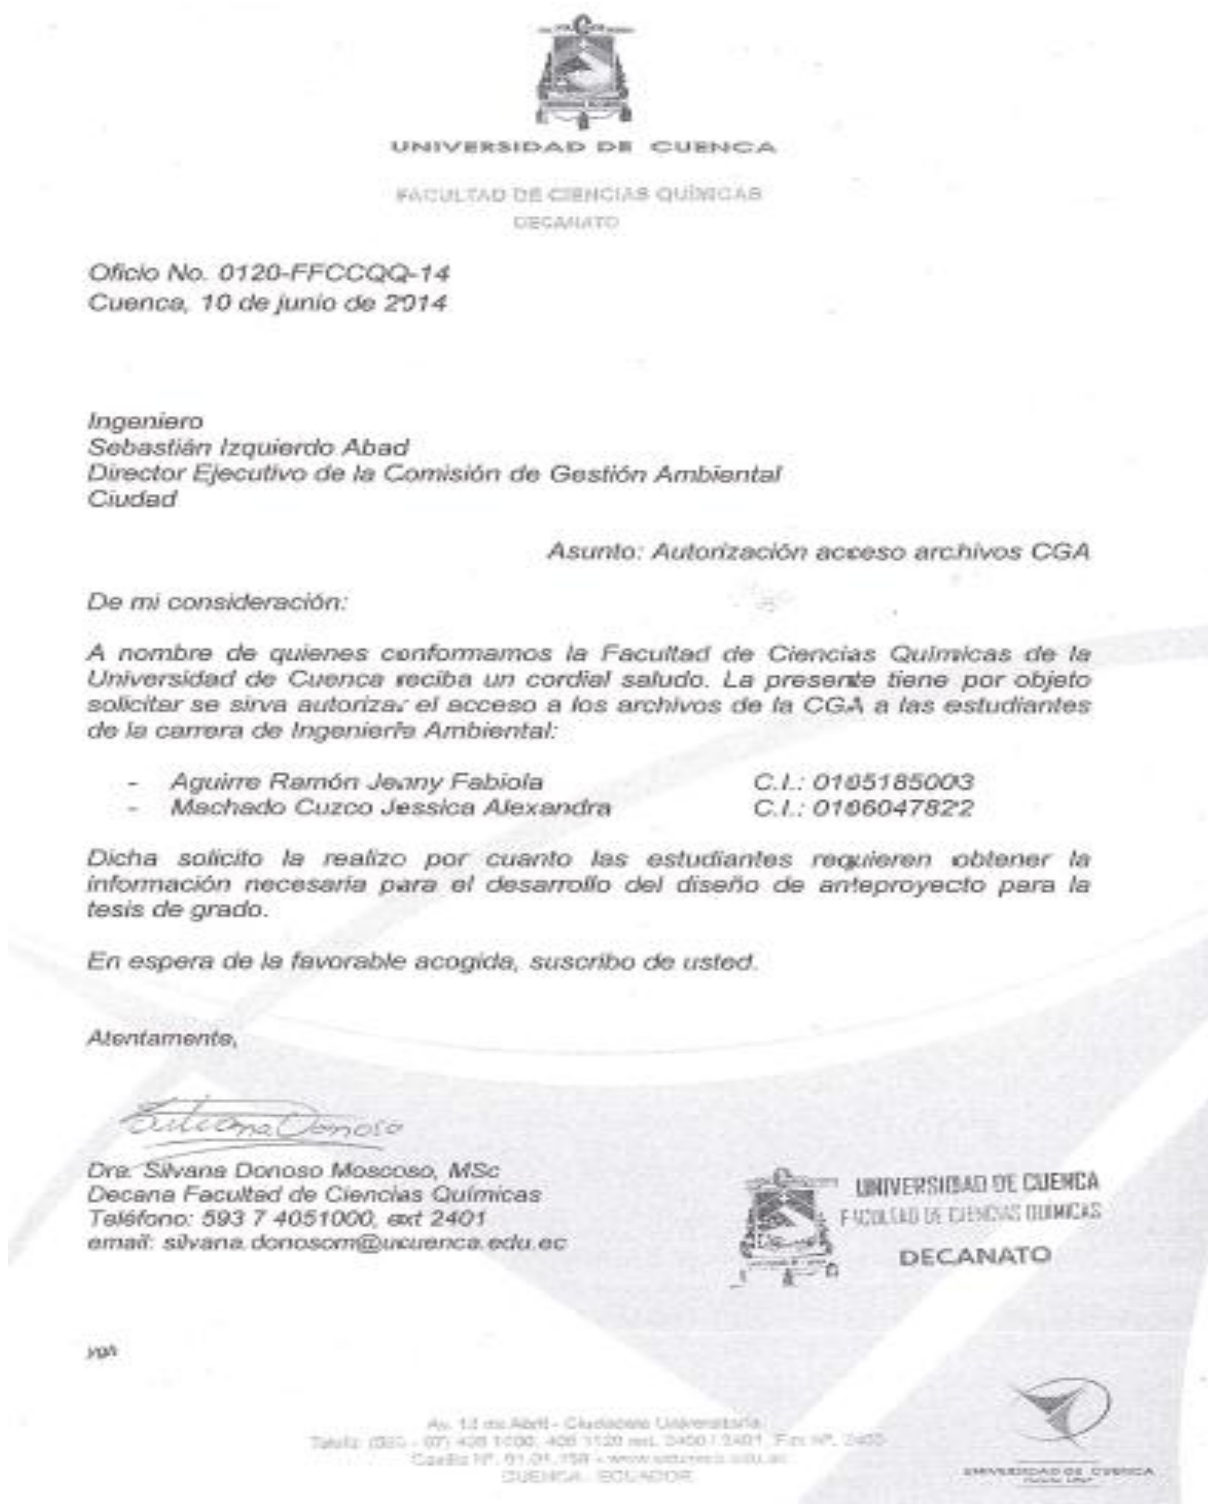 UNIVERSIDAD DE CUENCA
FACULTAD DE CIENCIAS QUÍMICAS
DECANATO
Oficio No. 0120-FFCCQQ-14
Cuenca, 10 de junio de 2014
Ingeniero
Sebastián Izquierdo Abad
Director Ejecutivo de la Comisión de Gestión Ambiental
Ciudad
Asunto: Autorización acceso archivos CGA
De mi consideración:
A nombre de quienes conformamos la Facultad de Ciencias Químicas de la
Universidad de Cuenca reciba un cordial saludo. La presente tiene por objeto
solicitar se sirva autorizar el acceso a los archivos de la CGA a las estudiantes
de la carrera de Ingeniería Ambiental:
- Aguirre Ramón Jenny Fabiola C.I.: 0105185003
- Machado Cuzco Jessica Alexandra C.I.: 0106047822
Dicha solicito la realizo por cuanto las estudiantes requieren obtener la
información necesaria para el desarrollo del diseño de anteproyecto para la
tesis de grado.
En espera de la favorable acogida, suscribo de usted.
Atentamente,
Silvana Donoso
Dra. Silvana Donoso Moscoso, MSc
Decana Facultad de Ciencias Químicas
Teléfono: 593 7 4051000, ext 2401
email: silvana.donosom@ucuenca.edu.ec
UNIVERSIDAD DE CUENCA
FACULTAD DE CIENCIAS QUÍMICAS
DECANATO
ygh
Av. 12 de Abril - Ciudadela Universitaria
CUENCA - ECUADOR
UNIVERSIDAD DE CUENCA